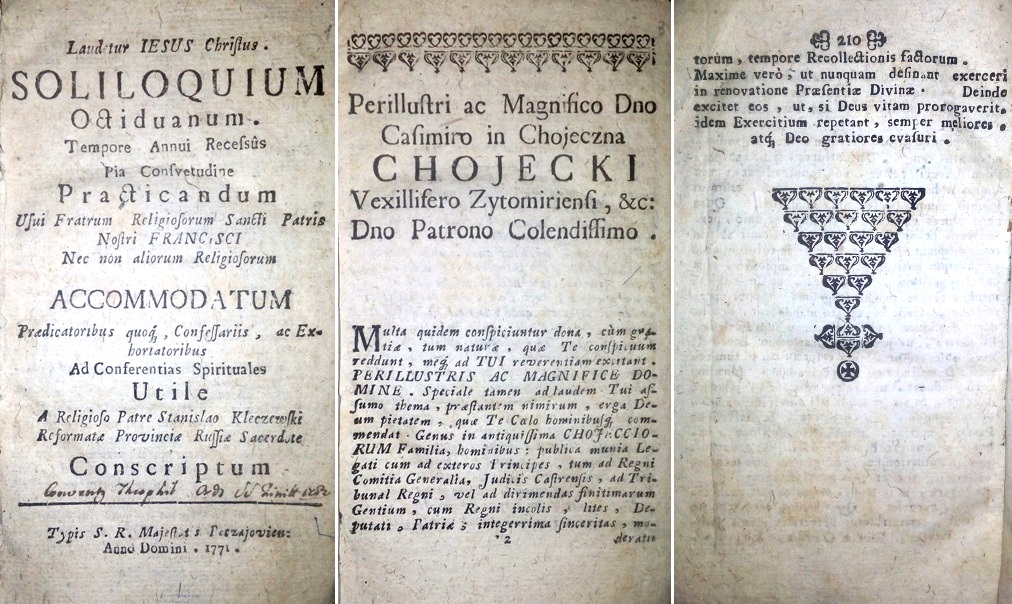 Laudetur IESUS Christus.
SOLILOQUIUM
Octiduanum.
Tempore Annui Recessûs
Pia Consvetudine
Practicandum
Usui Fratrum Religiosorum Sancti Patris
Nostri FRANCISCI
Nec non aliorum Religiosorum
ACCOMMODATUM
Prædicatoribus quoq;, Confessariis, ac Ex-
hortatoribus
Ad Conferentias Spirituales
Utile
A Religioso Patre Stanislao Kleczewski
Reformatæ Provinciæ Russiæ Sacerdote
Conscriptum
Typis S. R. Majestatis Poczajovien:
Anno Domini. 1771.
Perillustri ac Magnifico Dno
Casimiro in Chojeczna
CHOJECKI
Vexillifero Zytomiriensi, &c:
Dno Patrono Colendissimo.
Multa quidem conspiciuntur dona, cùm gra-
tiæ, tum naturæ, quæ Te conspicuum
reddunt, meq; ad TUI reverentiam excitant.
PERILLUSTRIS AC MAGNIFICE DO-
MINE. Speciale tamen ad laudem Tui as-
sumo thema, præstantem nimirum, erga De-
um pietatem, quæ Te Cœlo hominibusq; com-
mendat. Genus in antiquissima CHOJECCIO-
RUM Familia, hominibus: publica munia Le-
gati cum ad exteros Principes, tum ad Regni
Comitia Generalia, Judicis Castrensis, ad Tri-
bunal Regni, vel ad dirimendas finitimarum
Gentium, cum Regni incolis, lites, De-
putati, Patriæ; integerrima sinceritas, mo-
*2 deratio
210
torum, tempore Recollectionis factorum.
Maxime verò, ut nunquam desinant exerceri
in renovatione Præsentiæ Divinæ. Deinde
excitet eos, ut, si Deus vitam prorogaverit,
idem Exercitium repetant, semper meliores,
atq; Deo gratiores evasuri.